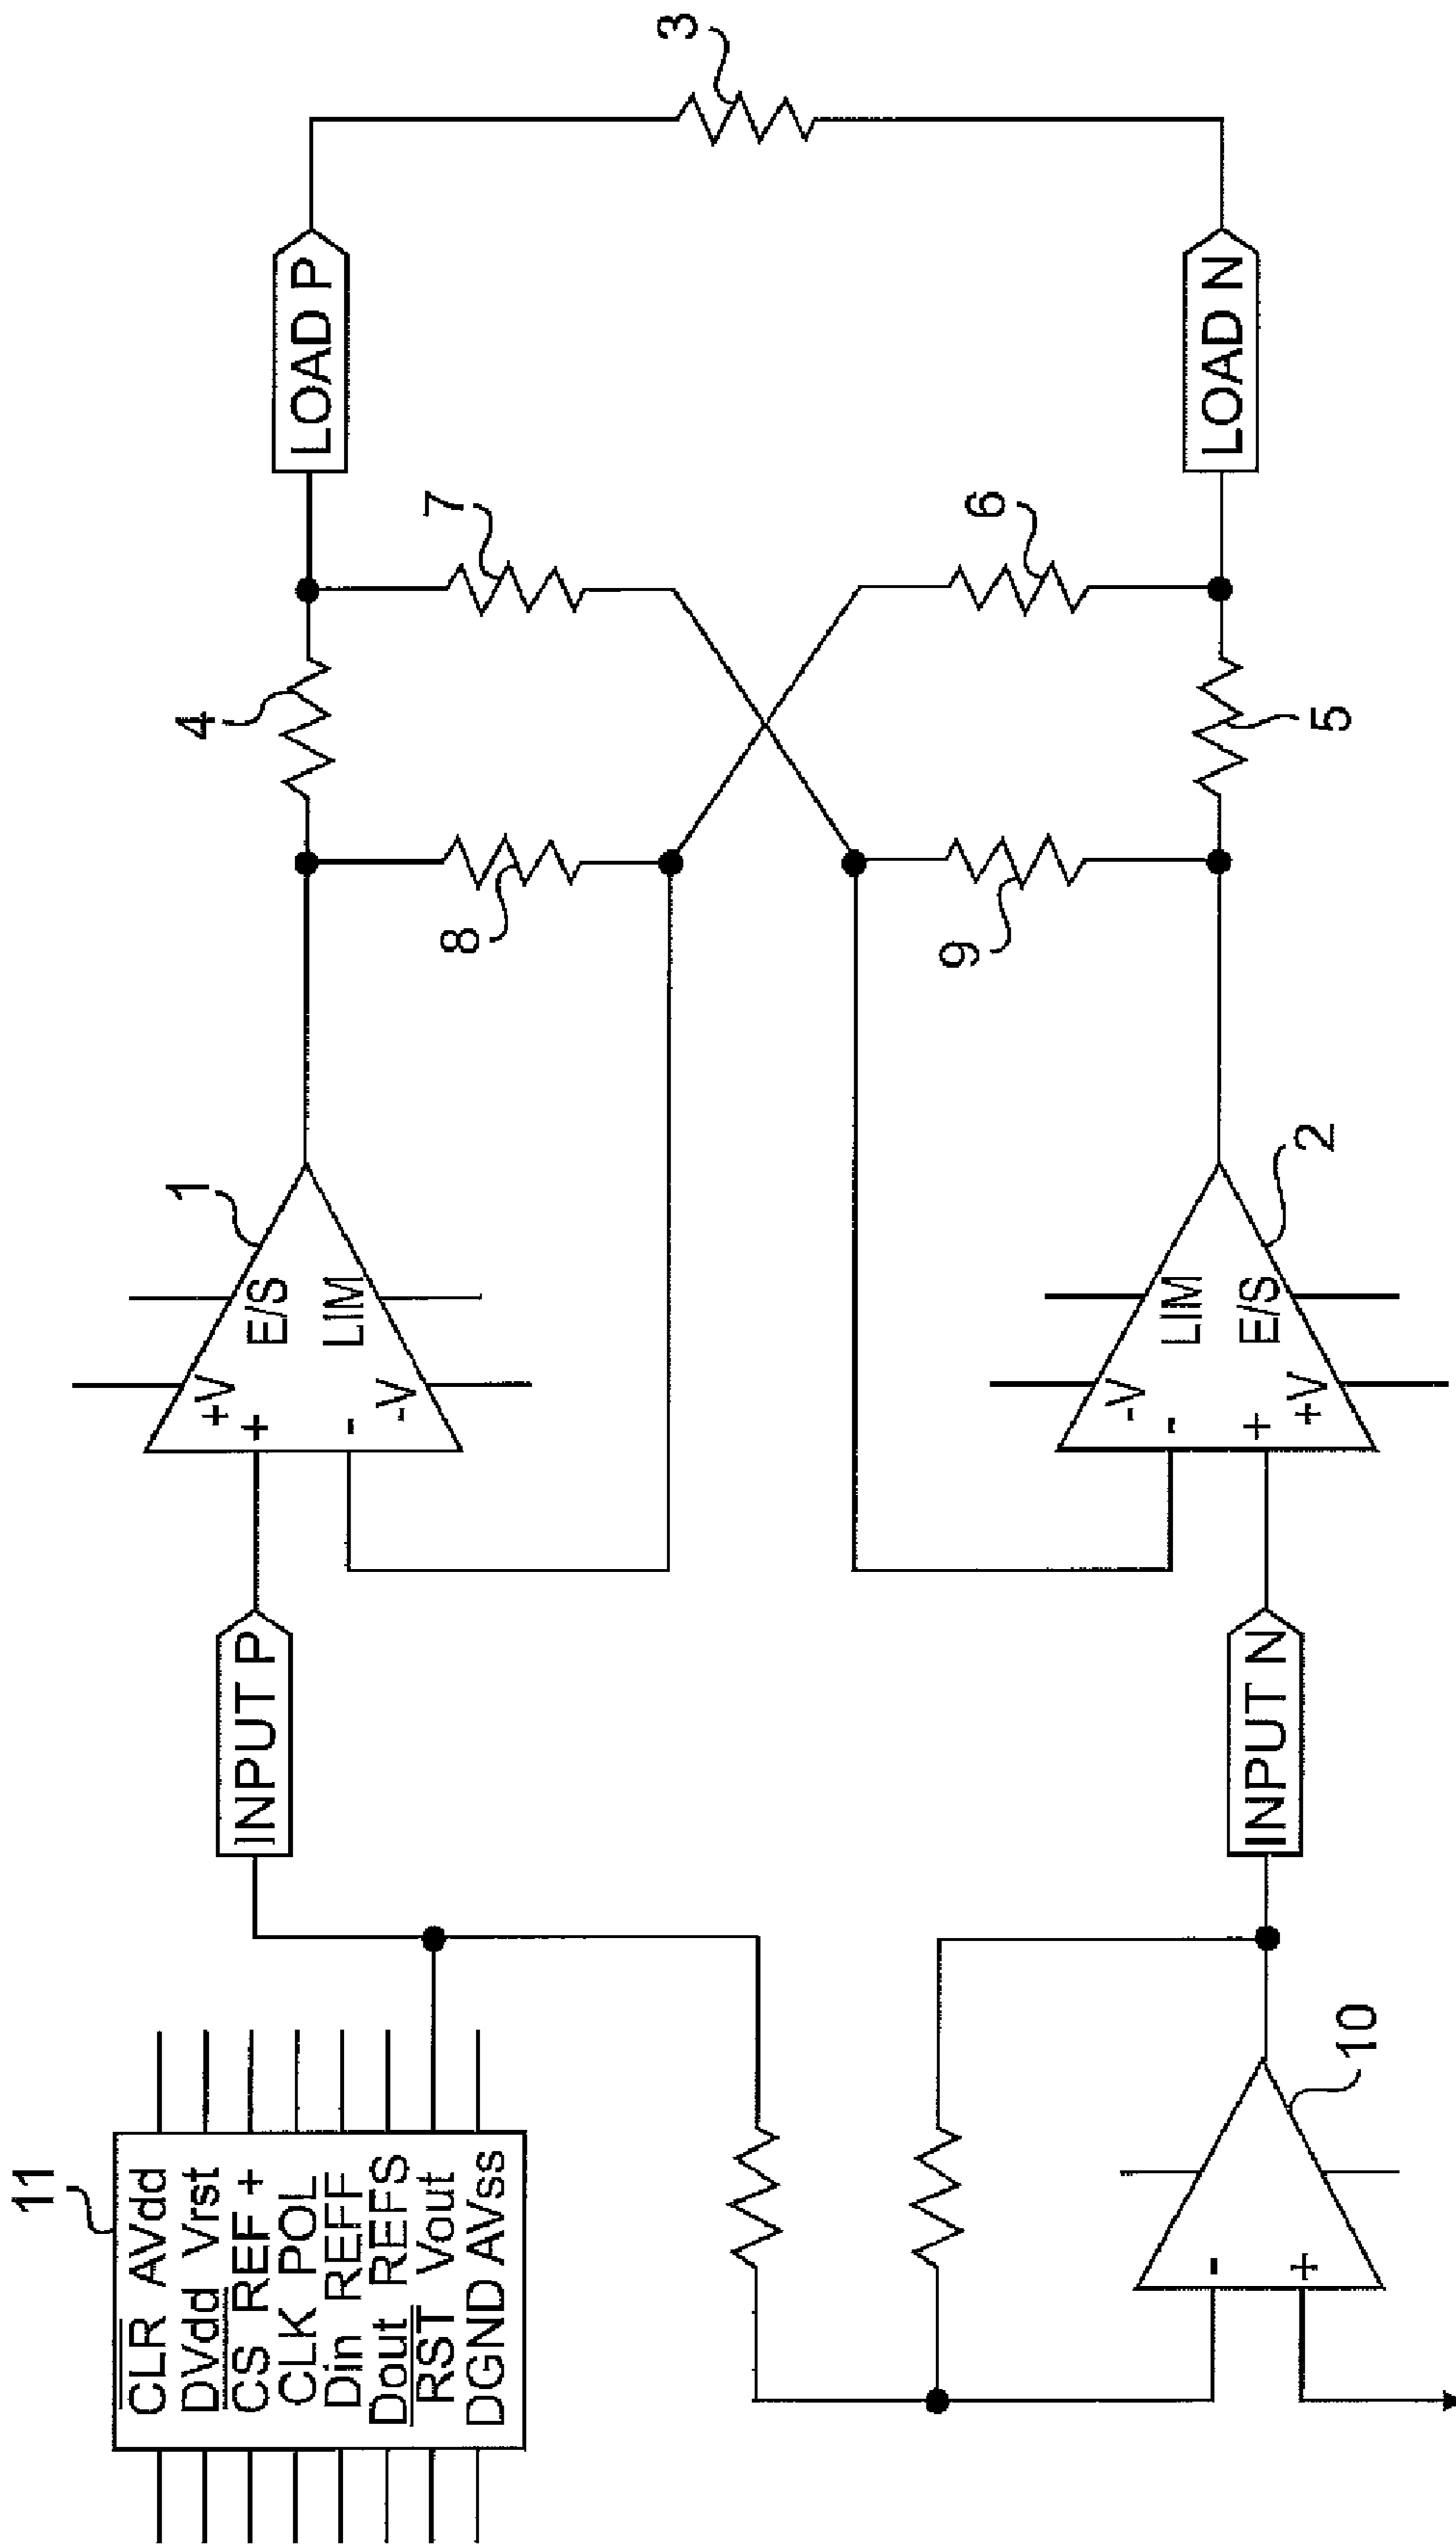 11
CLR AVdd
DVdd Vrst
CS REF +
CLK POL
Din REFF
Dout REFS
RST Vout
DGND AVss
INPUT P
1
+V
+
E/S
-
LIM
-V
4
LOAD P
8
7
3
9
6
-V
-
LIM
+
E/S
+V
2
5
LOAD N
INPUT N
-
+
10